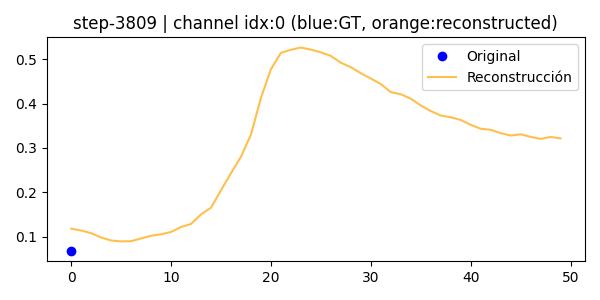 step-3809 | channel idx:0 (blue:GT, orange:reconstructed)
Original
Reconstrucción
0.5
0.4
0.3
0.2
0.1
0 10 20 30 40 50